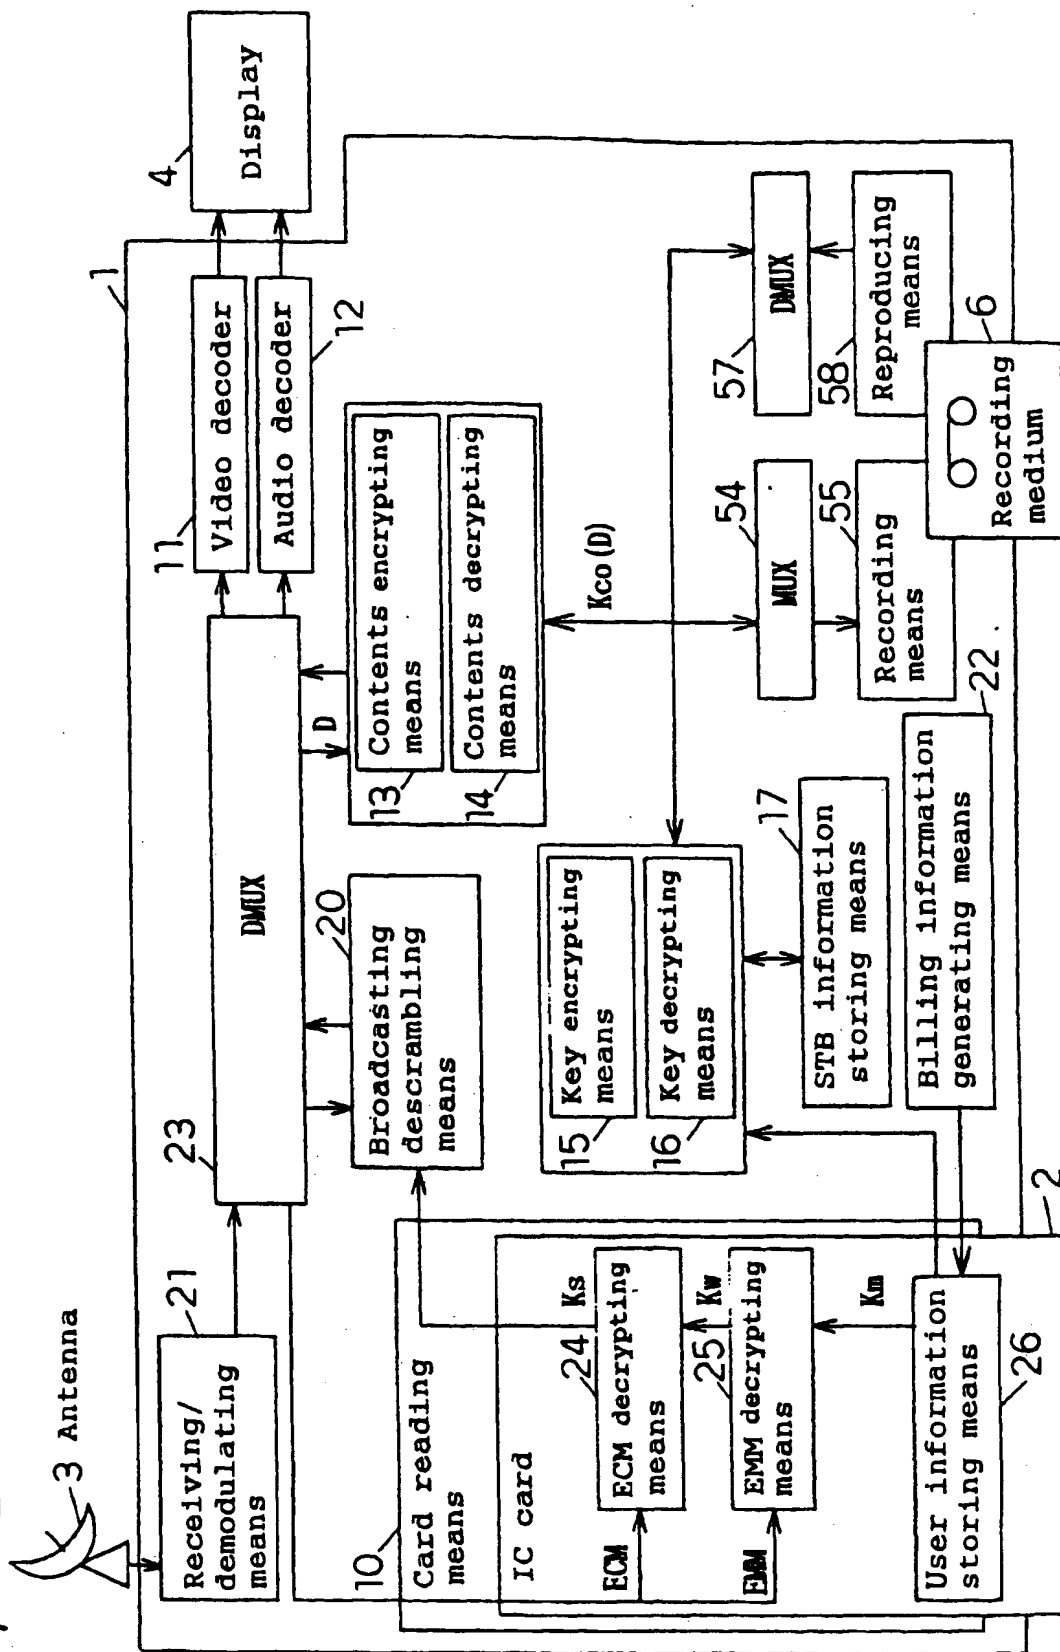 3 Antenna
Receiving/
demodulating
means
21
23
DMUX
11
Video decoder
Audio decoder
12
1
4
Display
D
Contents encrypting
means
13
Contents decrypting
means
14
20
Broadcasting
descrambling
means
10
Card reading
means
IC card
ECM
EMM
Ks
24
ECM decrypting
means
Kw
25
EMM decrypting
means
Km
User information
storing means
26
2
Key encrypting
means
15
Key decrypting
means
16
17
STB information
storing means
Billing information
generating means
22
Kco(D)
54
MUX
55
Recording
means
57
DMUX
58
Reproducing
means
6
Recording
medium